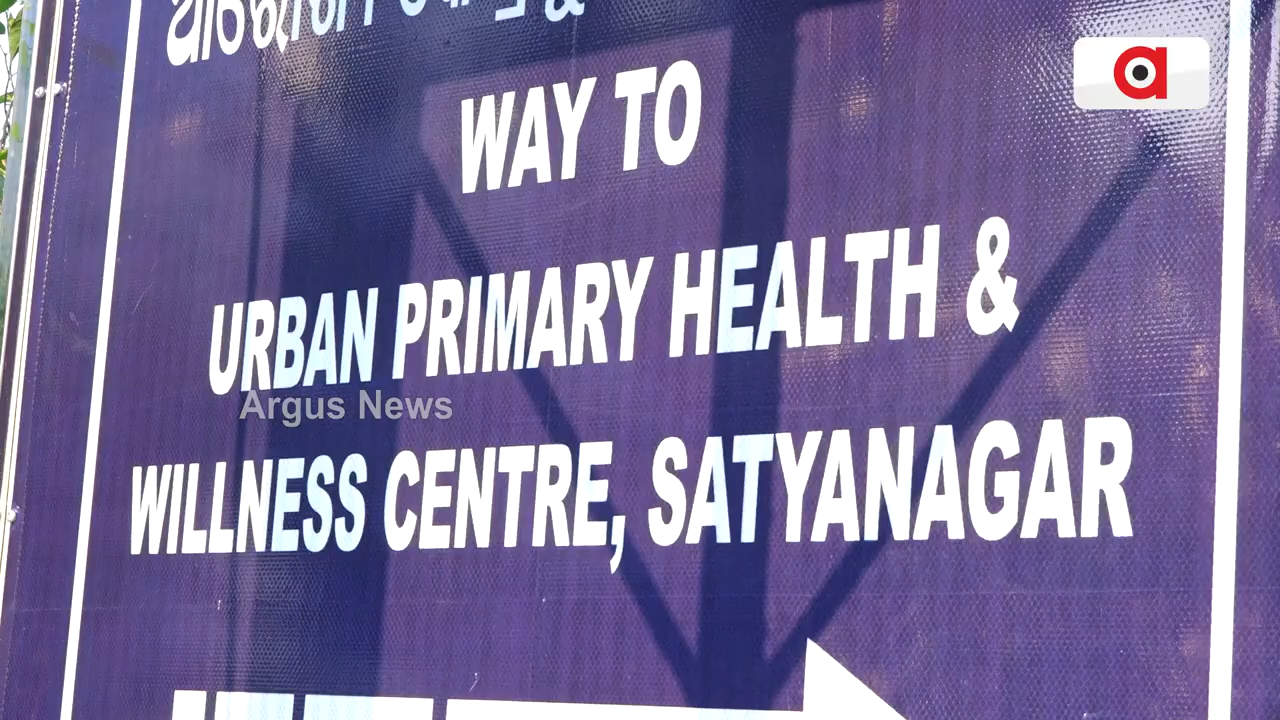 WAY TO
URBAN PRIMARY HEALTH &
Argus News
WILLNESS CENTRE, SATYANAGAR